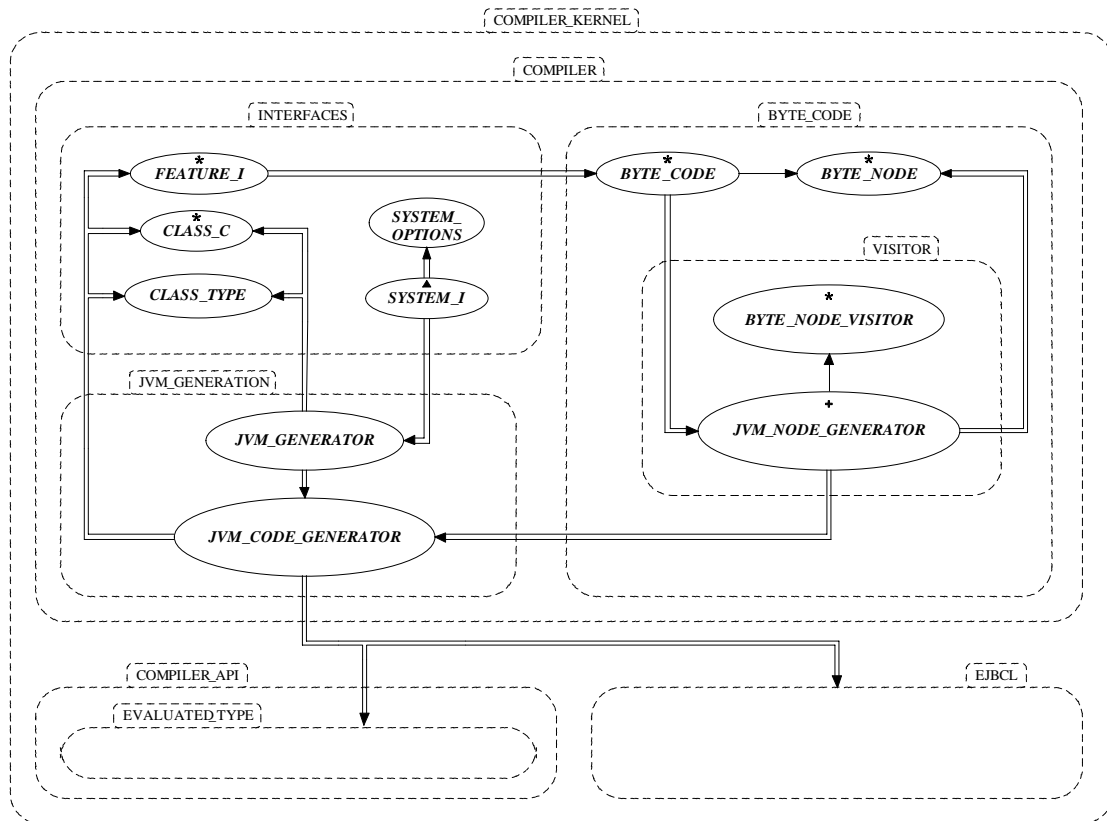 COMPILER_KERNEL
COMPILER
INTERFACES
BYTE_CODE
*
FEATURE_I
*
BYTE_CODE
*
BYTE_NODE
*
CLASS_C
SYSTEM_
OPTIONS
VISITOR
CLASS_TYPE
SYSTEM_I
*
BYTE_NODE_VISITOR
JVM_GENERATION
JVM_GENERATOR
+
JVM_NODE_GENERATOR
JVM_CODE_GENERATOR
COMPILER_API
EJBCL
EVALUATED_TYPE